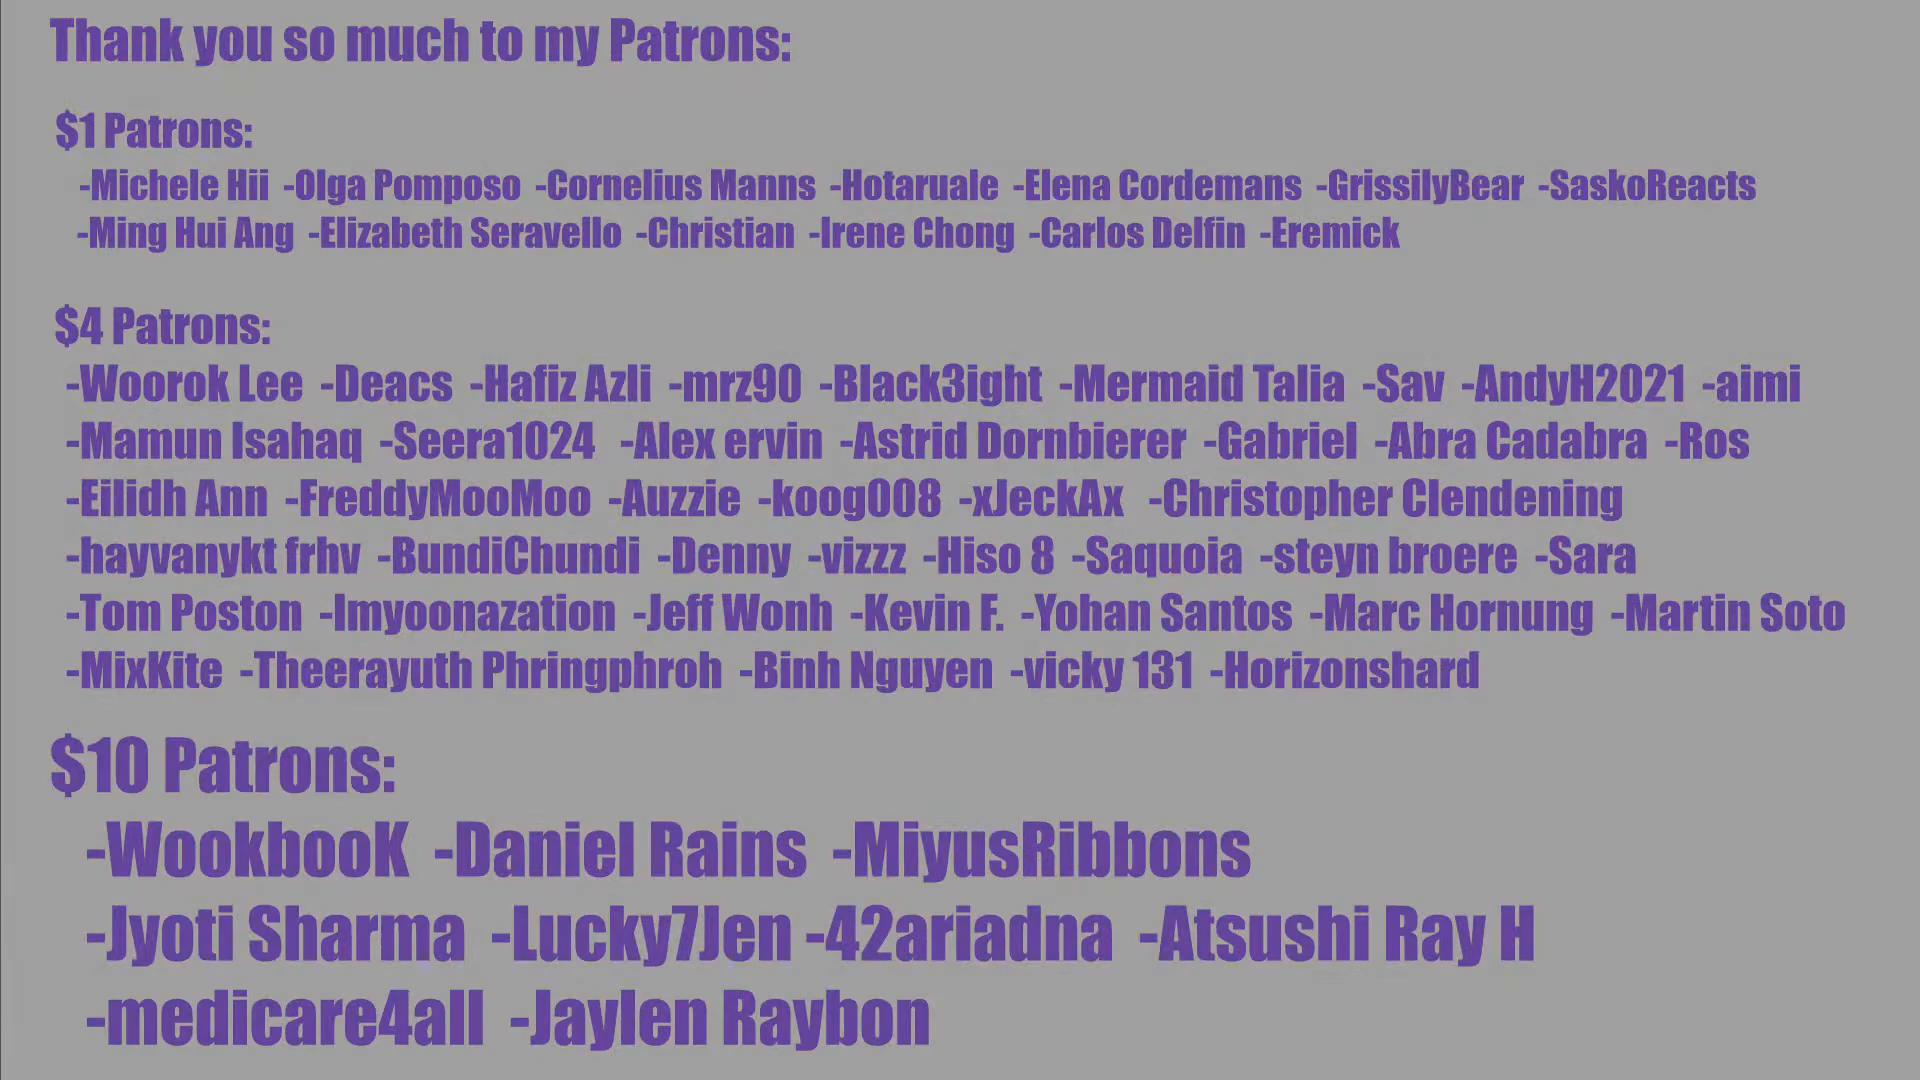 Thank you so much to my Patrons:
$1 Patrons:
-Michele Hii -Olga Pomposo -Cornelius Manns -Hotaruale -Elena Cordemans -GrissilyBear -SaskoReacts
-Ming Hui Ang -Elizabeth Seravello -Christian -Irene Chong -Carlos Delfin -Eremick
$4 Patrons:
-Woorok Lee -Deacs -Hafiz Azli -mrz90 -Black3ight -Mermaid Talia -Sav -AndyH2021 -aimi
-Mamun Isahaq -Seera1024 -Alex ervin -Astrid Dornbierer -Gabriel -Abra Cadabra -Ros
-Eilidh Ann -FreddyMooMoo -Auzzie -koog008 -xJeckAx -Christopher Clendening
-hayvanykt frhv -BundiChundi -Denny -vizzz -Hiso 8 -Saquoia -steyn broere -Sara
-Tom Poston -Imyoonazation -Jeff Wonh -Kevin F. -Yohan Santos -Marc Hornung -Martin Soto
-MixKite -Theerayuth Phringphroh -Binh Nguyen -vicky 131 -Horizonshard
$10 Patrons:
-WookbooK -Daniel Rains -MiyusRibbons
-Jyoti Sharma -Lucky7Jen -42ariadna -Atsushi Ray H
-medicare4all -Jaylen Raybon